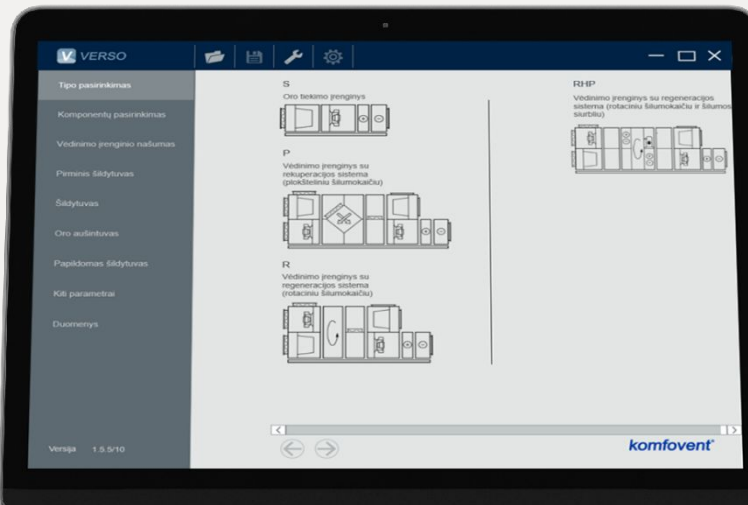 V VERSO
Tipo pasirinkimas
Komponentų pasirinkimas
Vėdinimo įrenginio našumas
Pirminis šildytuvas
Šildytuvas
Oro aušintuvas
Papildomas šildytuvas
Kiti parametrai
Duomenys
Versija 1.5.5/10
S
Oro tiekimo įrenginys
P
Vėdinimo įrenginys su
rekuperacijos sistema
(plokšteliniu šilumokaičiu)
R
Vėdinimo įrenginys su
regeneracijos sistema
(rotaciniu šilumokaičiu)
RHP
Vėdinimo įrenginys su regeneracijos
sistema (rotaciniu šilumokaičiu ir šilumos
siurbliu)
komfovent®